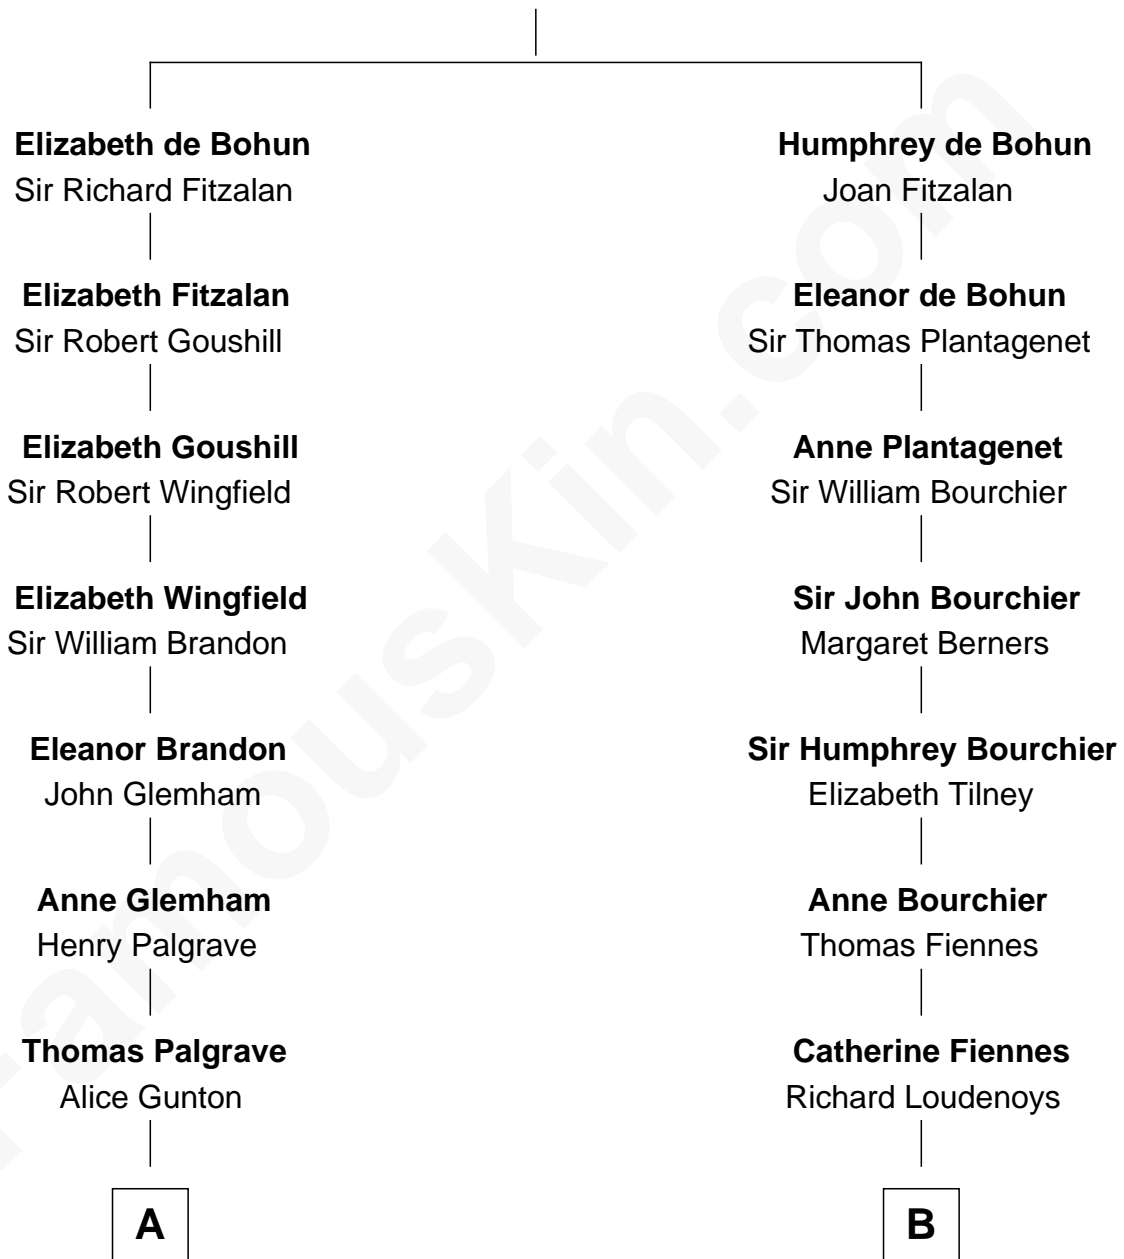 Elizabeth de Bohun
Sir Richard Fitzalan
Humphrey de Bohun
Joan Fitzalan
Elizabeth Fitzalan
Sir Robert Goushill
Eleanor de Bohun
Sir Thomas Plantagenet
Elizabeth Goushill
Sir Robert Wingfield
Anne Plantagenet
Sir William Bourchier
Elizabeth Wingfield
Sir William Brandon
Sir John Bourchier
Margaret Berners
Eleanor Brandon
John Glemham
Sir Humphrey Bourchier
Elizabeth Tilney
Anne Glemham
Henry Palgrave
Anne Bourchier
Thomas Fiennes
Thomas Palgrave
Alice Gunton
Catherine Fiennes
Richard Loudenoys
A
B
FamousKin.com